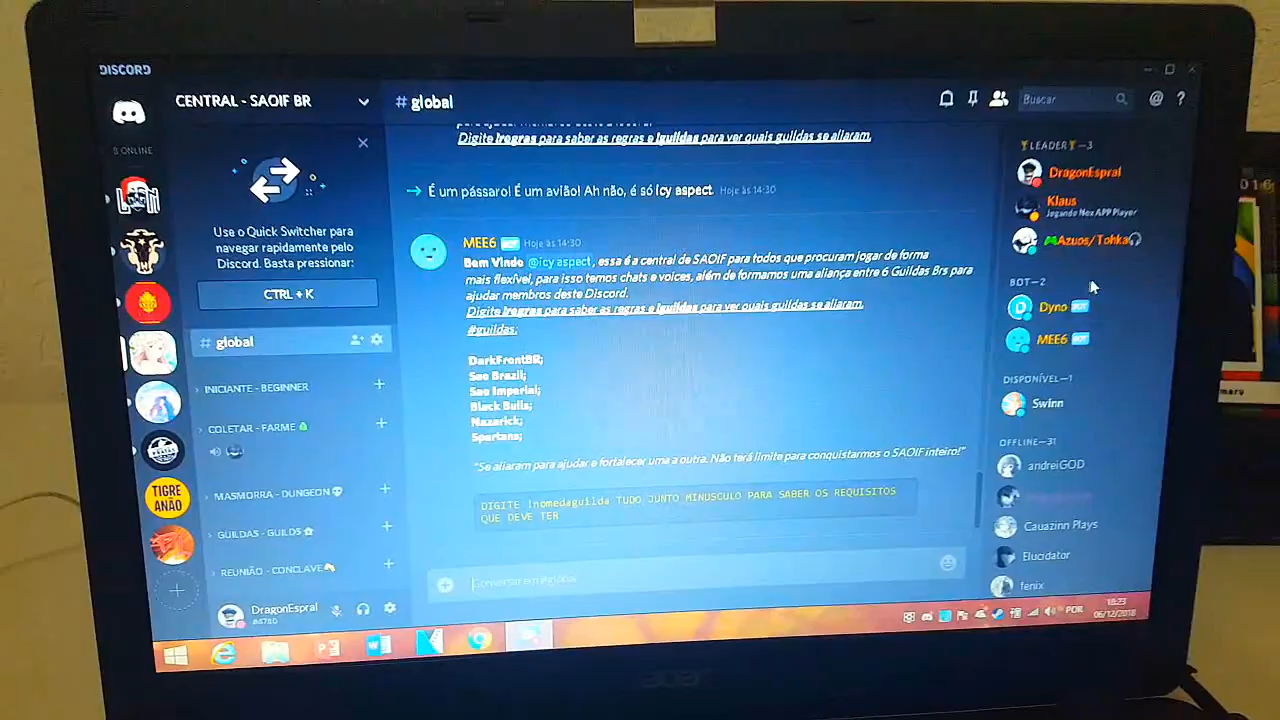 DISCORD
CENTRAL - SAOIF BR
# global
Buscar
@ ?
5 ONLINE
Use o Quick Switcher para
navegar rapidamente pelo
Discord. Basta pressionar:
CTRL + K
# global
INICIANTE - BEGINNER
COLETAR - FARME
MASMORRA - DUNGEON
GUILDAS - GUILDS
REUNIÃO - CONCLAVE
TIGRE
ANÃO
DragonEspral
#4780
Digite !regras para saber as regras e !guildas para ver quais guildas se aliaram.
É um pássaro! É um avião! Ah não, é só icy aspect. Hoje às 14:30
MEE6 BOT Hoje às 14:30
Bem Vindo @icy aspect, essa é a central de SAOIF para todos que procuram jogar de forma
mais flexível, para isso temos chats e voices, além de formamos uma aliança entre 6 Guildas Brs para
ajudar membros deste Discord.
Digite !regras para saber as regras e !guildas para ver quais guildas se aliaram.
#guildas:
DarkFrontBR;
Sao Brazil;
Sao Imperial;
Black Bulls;
Nazarick;
Spartans;
"Se aliaram para ajudar e fortalecer uma a outra. Não terá limite para conquistarmos o SAOIF inteiro!"
DIGITE !nomedaguilda TUDO JUNTO MINUSCULO PARA SABER OS REQUISITOS
QUE DEVE TER
Conversar em #global
LEADER—3
DragonEspral
Klaus
Jogando Nox APP Player
Azuos/Tohka
BOT—2
Dyno BOT
MEE6 BOT
DISPONÍVEL—1
Swinn
OFFLINE—31
andreiGOD
Cauazinn Plays
Elucidator
fenix
POR
18:23
06/12/2018
acer